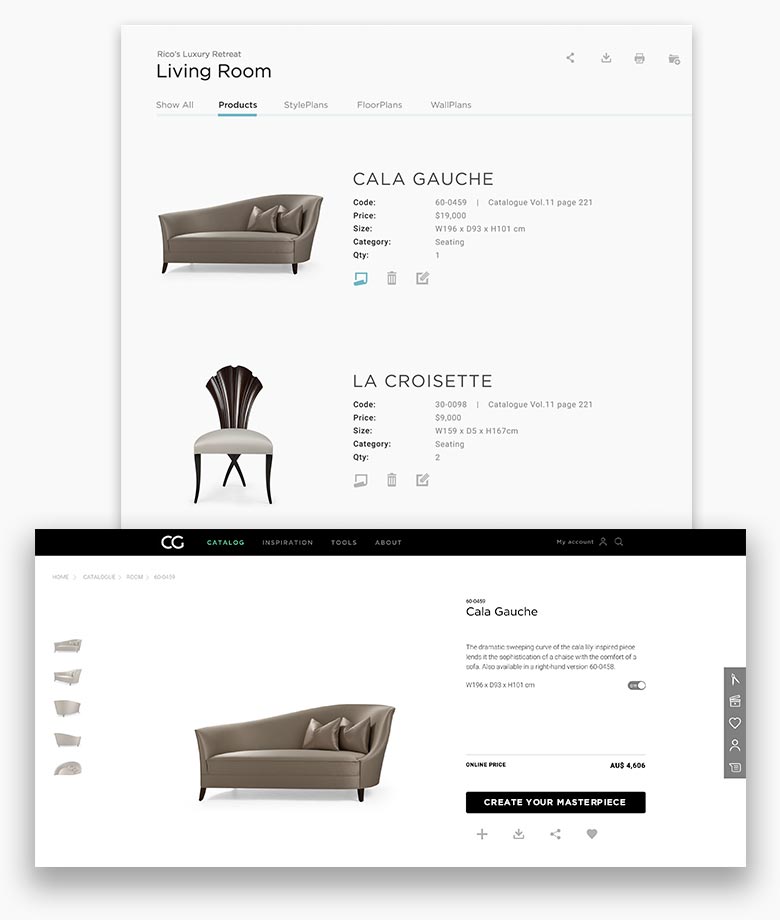 Rico's Luxury Retreat
Living Room
Show All Products StylePlans FloorPlans WallPlans
CALA GAUCHE
Code: 60-0459 | Catalogue Vol.11 page 221
Price: $19,000
Size: W196 x D93 x H101 cm
Category: Seating
Qty: 1
LA CROISETTE
Code: 30-0098 | Catalogue Vol.11 page 221
Price: $9,000
Size: W159 x D5 x H167cm
Category: Seating
Qty: 2
CG CATALOG INSPIRATION TOOLS ABOUT My account
HOME > CATALOGUE > ROOM > 60-0459
60-0459
Cala Gauche
The dramatic sweeping curve of the cala lily inspired piece
lends it the sophistication of a chaise with the comfort of a
sofa. Also available in a right-hand version 60-0458.
W196 x D93 x H101 cm
ONLINE PRICE AU$ 4,606
CREATE YOUR MASTERPIECE